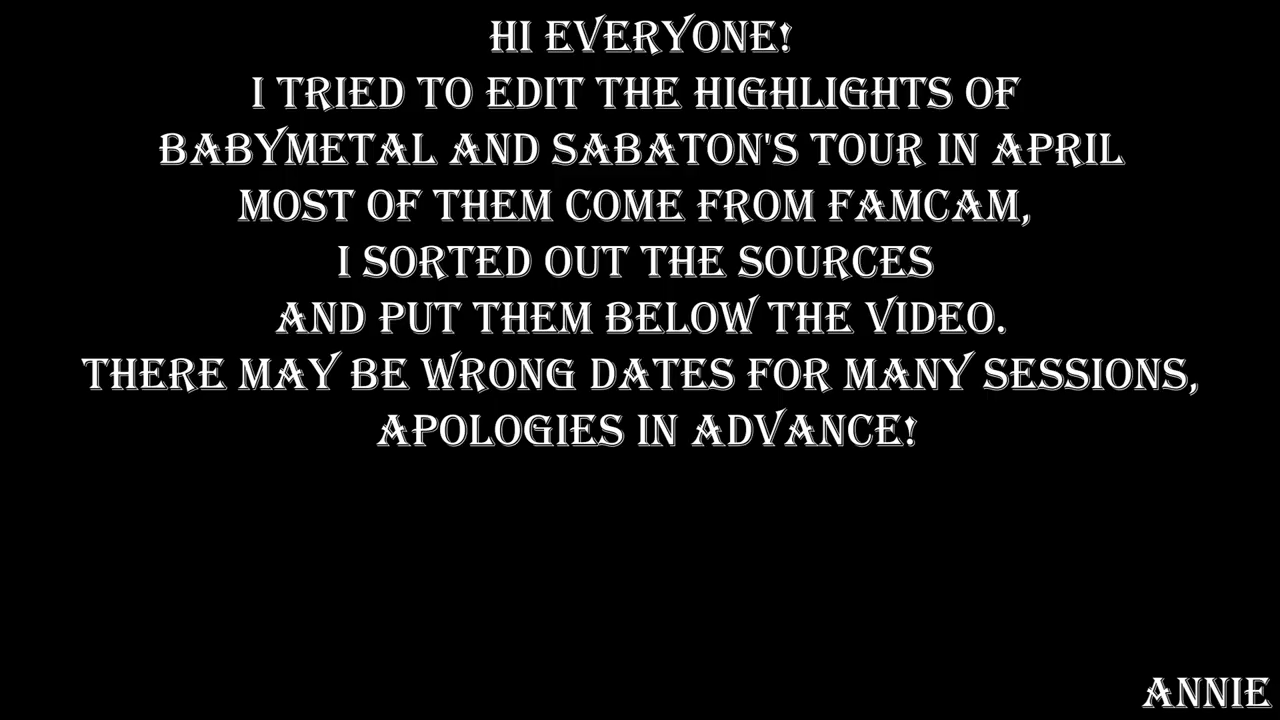 HI EVERYONE!
I TRIED TO EDIT THE HIGHLIGHTS OF
BABYMETAL AND SABATON'S TOUR IN APRIL
MOST OF THEM COME FROM FAMCAM,
I SORTED OUT THE SOURCES
AND PUT THEM BELOW THE VIDEO.
THERE MAY BE WRONG DATES FOR MANY SESSIONS,
APOLOGIES IN ADVANCE!
ANNIE